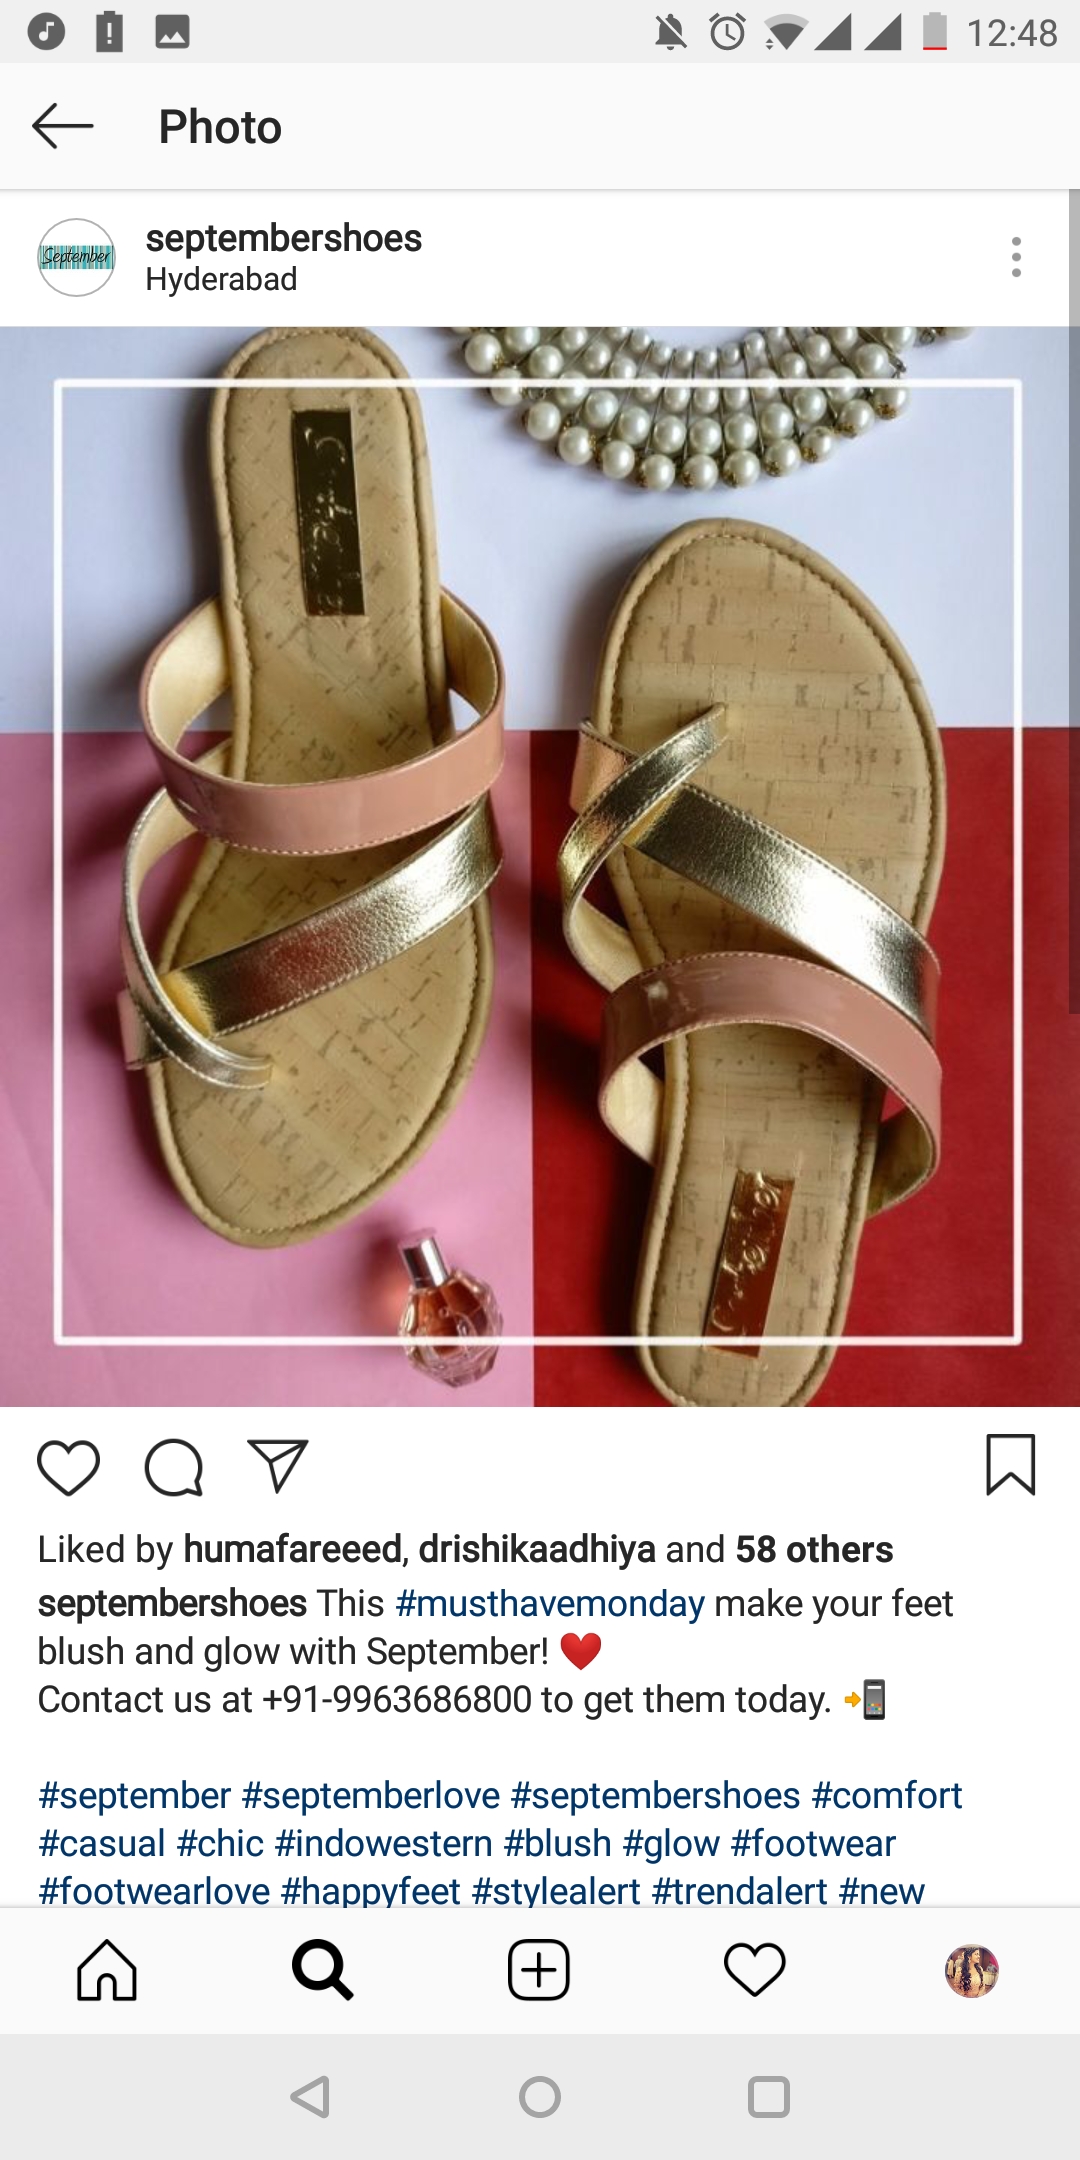 12:48
Photo
September
septembershoes
Hyderabad
Liked by humafareeed, drishikaadhiya and 58 others
septembershoes This #musthavemonday make your feet
blush and glow with September! ❤️
Contact us at +91-9963686800 to get them today. 📲
#september #septemberlove #septembershoes #comfort
#casual #chic #indowestern #blush #glow #footwear
#footwearlove #happyfeet #stylealert #trendalert #new